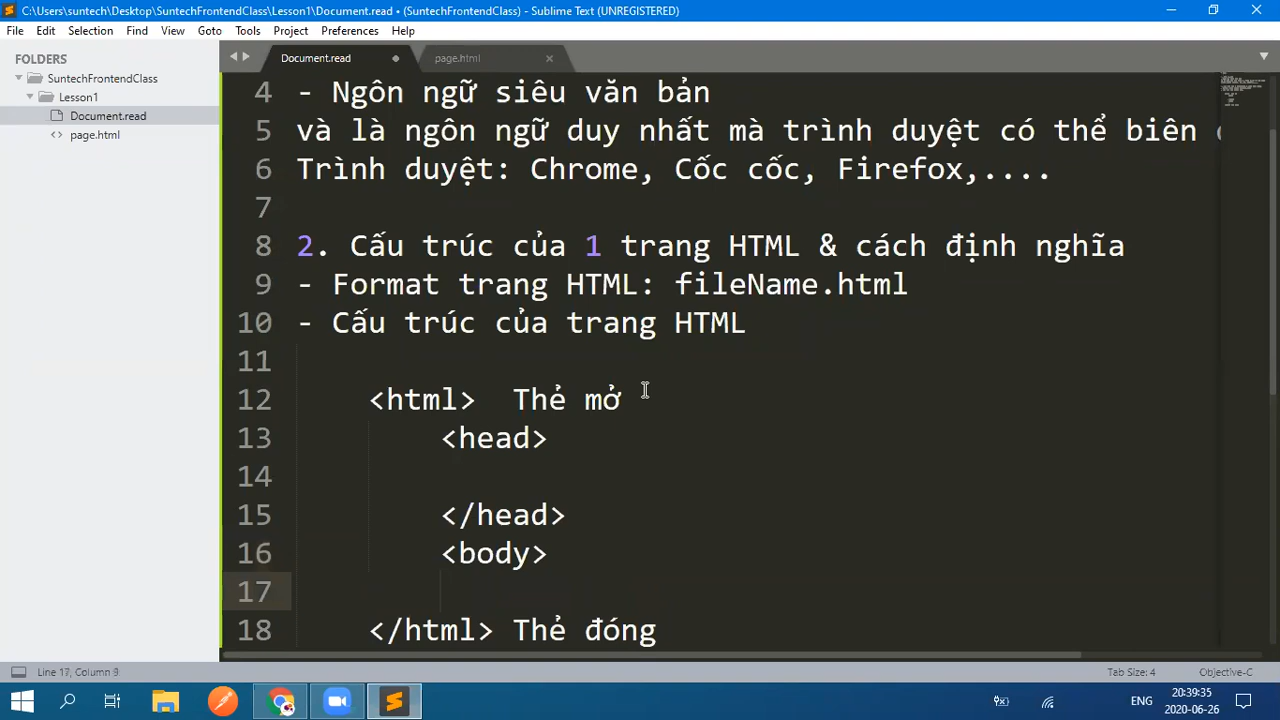 C:\Users\suntech\Desktop\SuntechFrontendClass\Lesson1\Document.read • (SuntechFrontendClass) - Sublime Text (UNREGISTERED)
File Edit Selection Find View Goto Tools Project Preferences Help
FOLDERS
SuntechFrontendClass
Lesson1
Document.read
page.html
Document.read page.html
4 - Ngôn ngữ siêu văn bản
5 và là ngôn ngữ duy nhất mà trình duyệt có thể biên
6 Trình duyệt: Chrome, Cốc cốc, Firefox,....
7
8 2. Cấu trúc của 1 trang HTML & cách định nghĩa
9 - Format trang HTML: fileName.html
10 - Cấu trúc của trang HTML
11
12 <html> Thẻ mở
13 <head>
14
15 </head>
16 <body>
17
18 </html> Thẻ đóng
Line 17, Column 9 Tab Size: 4 Objective-C
ENG 20:39:35
2020-06-26